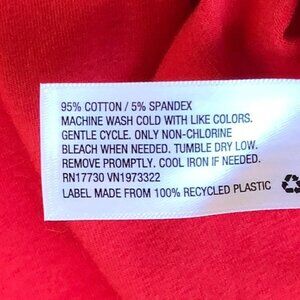 95% COTTON / 5% SPANDEX
MACHINE WASH COLD WITH LIKE COLORS.
GENTLE CYCLE. ONLY NON-CHLORINE
BLEACH WHEN NEEDED. TUMBLE DRY LOW.
REMOVE PROMPTLY. COOL IRON IF NEEDED.
RN17730 VN1973322
LABEL MADE FROM 100% RECYCLED PLASTIC